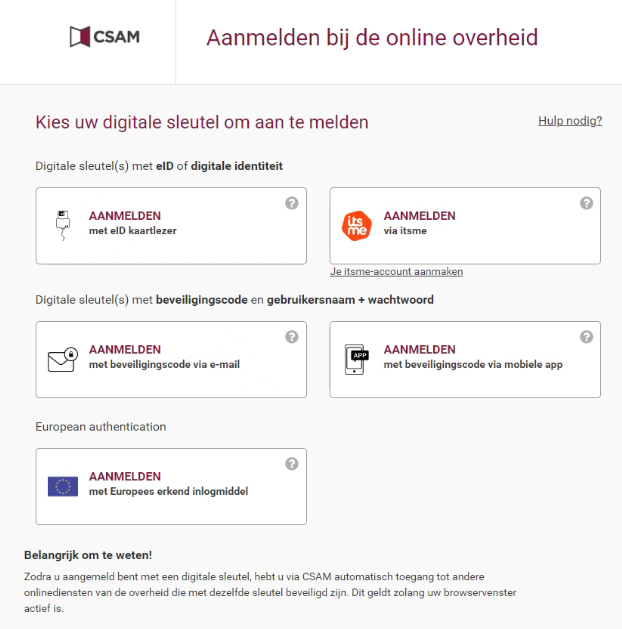 CSAM
Aanmelden bij de online overheid
Kies uw digitale sleutel om aan te melden
Hulp nodig?
Digitale sleutel(s) met eID of digitale identiteit
?
AANMELDEN
met eID kaartlezer
?
itsme
AANMELDEN
via itsme
Je itsme-account aanmaken
Digitale sleutel(s) met beveiligingscode en gebruikersnaam + wachtwoord
?
AANMELDEN
met beveiligingscode via e-mail
?
APP
AANMELDEN
met beveiligingscode via mobiele app
European authentication
?
AANMELDEN
met Europees erkend inlogmiddel
Belangrijk om te weten!
Zodra u aangemeld bent met een digitale sleutel, hebt u via CSAM automatisch toegang tot andere
onlinediensten van de overheid die met dezelfde sleutel beveiligd zijn. Dit geldt zolang uw browservenster
actief is.